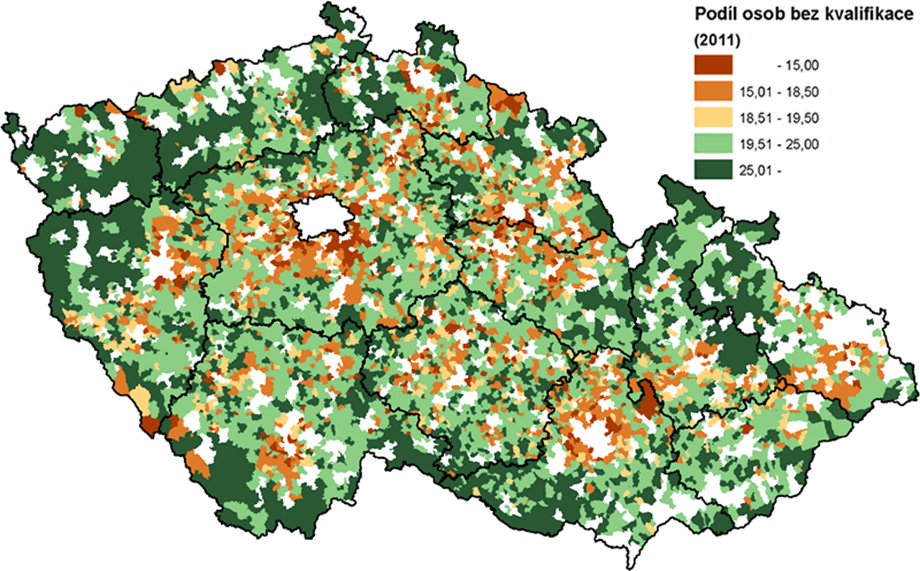 Podíl osob bez kvalifikace
(2011)
- 15,00
15,01 - 18,50
18,51 - 19,50
19,51 - 25,00
25,01 -